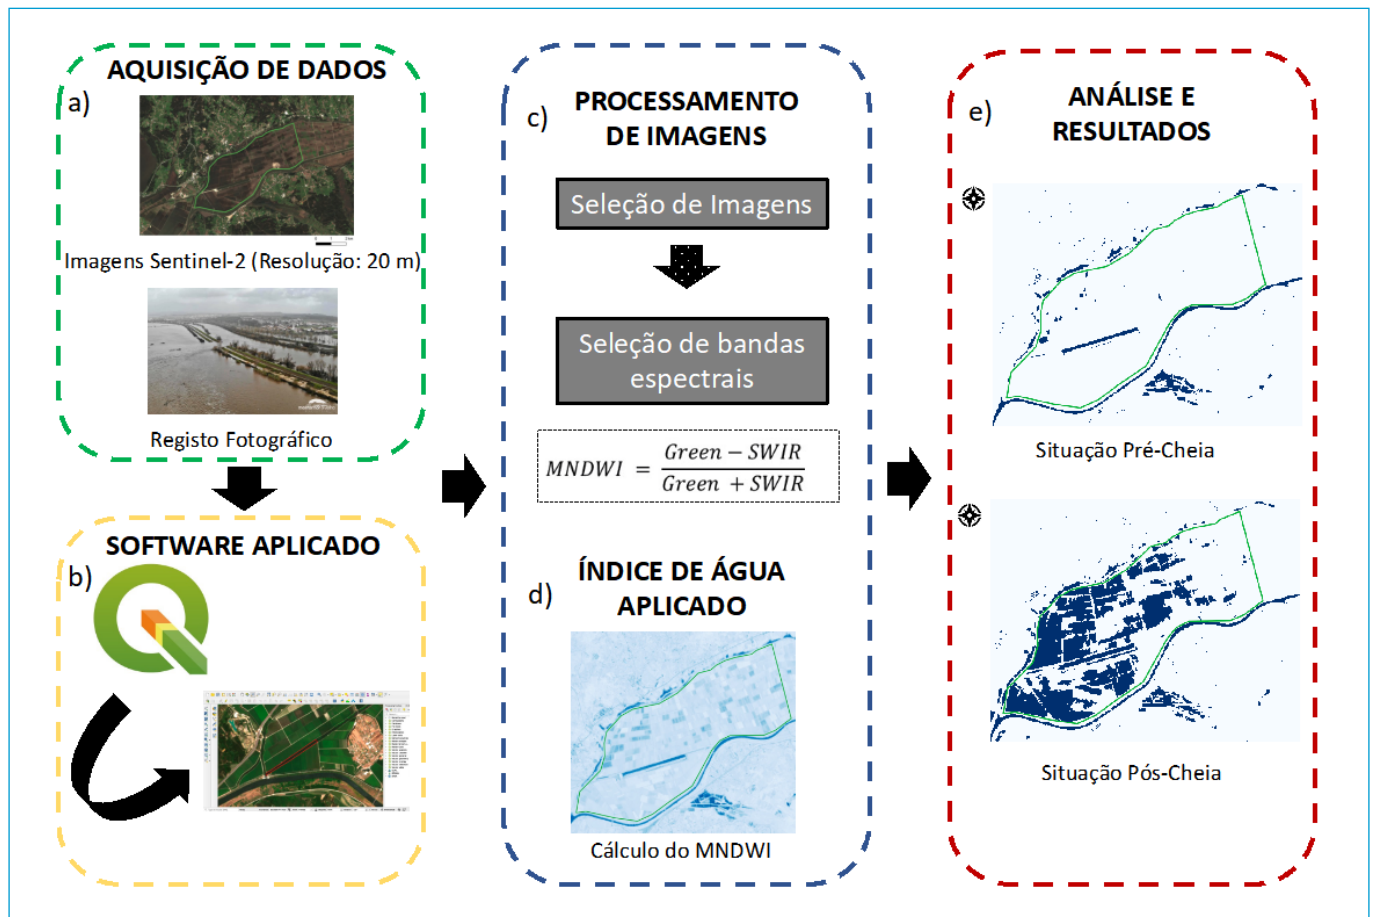 AQUISIÇÃO DE DADOS
a)
Imagens Sentinel-2 (Resolução: 20 m)
Registo Fotográfico
SOFTWARE APLICADO
b)
c)
PROCESSAMENTO
DE IMAGENS
Seleção de Imagens
Seleção de bandas
espectrais
MNDWI = Green − SWIR / Green + SWIR
ÍNDICE DE ÁGUA
d)
APLICADO
Cálculo do MNDWI
e)
ANÁLISE E
RESULTADOS
Situação Pré-Cheia
Situação Pós-Cheia